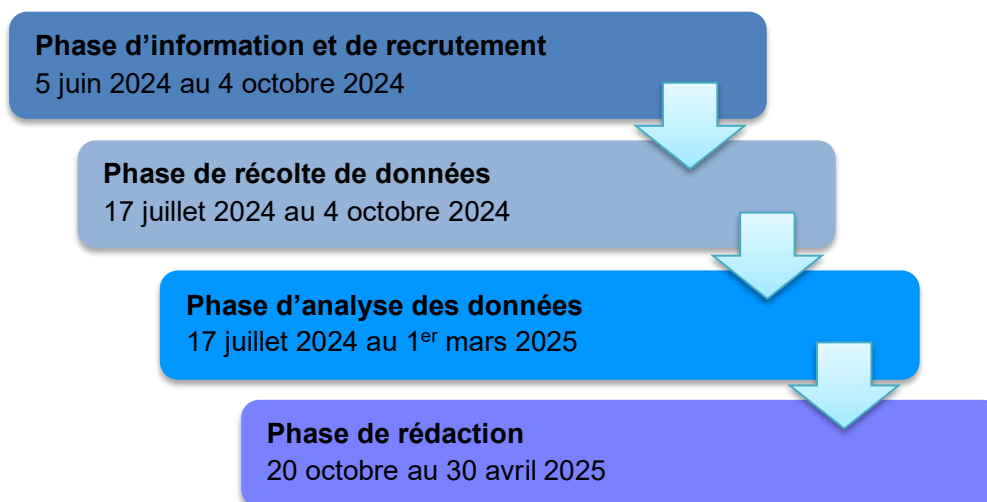 Phase d’information et de recrutement
5 juin 2024 au 4 octobre 2024
Phase de récolte de données
17 juillet 2024 au 4 octobre 2024
Phase d’analyse des données
17 juillet 2024 au 1er mars 2025
Phase de rédaction
20 octobre au 30 avril 2025